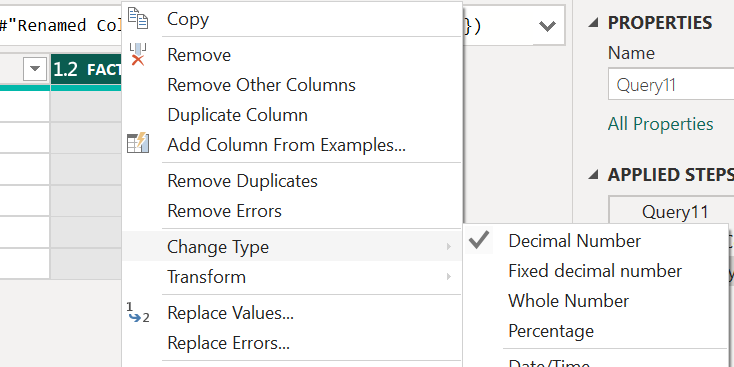 #"Renamed Col
})
1.2 FACT
Copy
Remove
Remove Other Columns
Duplicate Column
Add Column From Examples...
Remove Duplicates
Remove Errors
Change Type
Transform
1 2 Replace Values...
Replace Errors...
Decimal Number
Fixed decimal number
Whole Number
Percentage
Date/Time
PROPERTIES
Name
Query11
All Properties
APPLIED STEPS
Query11